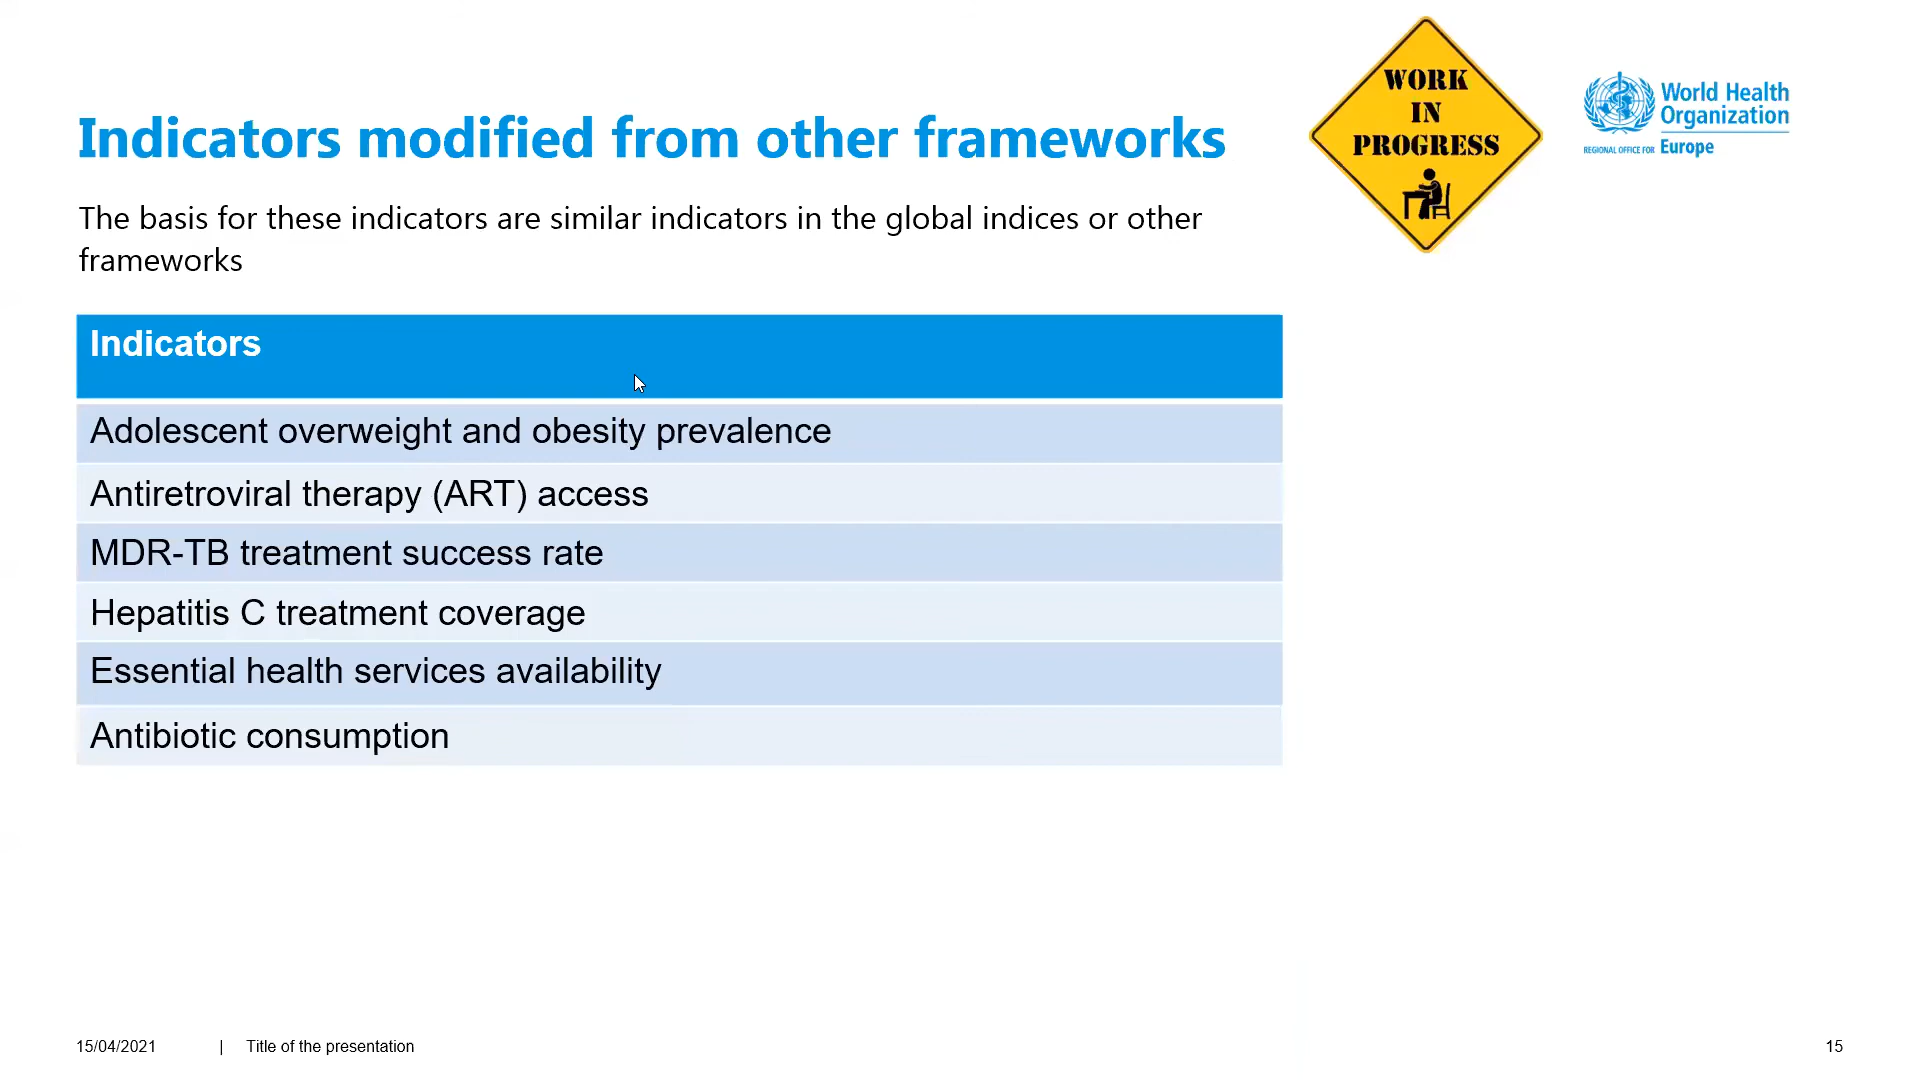 WORK
IN
PROGRESS
World Health
Organization
REGIONAL OFFICE FOR Europe
Indicators modified from other frameworks
The basis for these indicators are similar indicators in the global indices or other
frameworks
Indicators
Adolescent overweight and obesity prevalence
Antiretroviral therapy (ART) access
MDR-TB treatment success rate
Hepatitis C treatment coverage
Essential health services availability
Antibiotic consumption
15/04/2021 | Title of the presentation 15